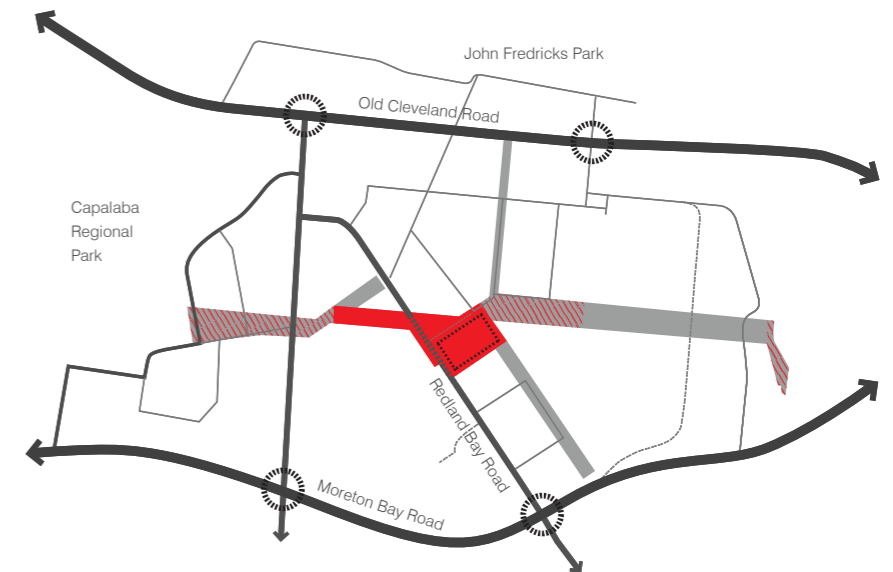 John Fredricks Park
Old Cleveland Road
Capalaba
Regional
Park
Redland Bay Road
Moreton Bay Road